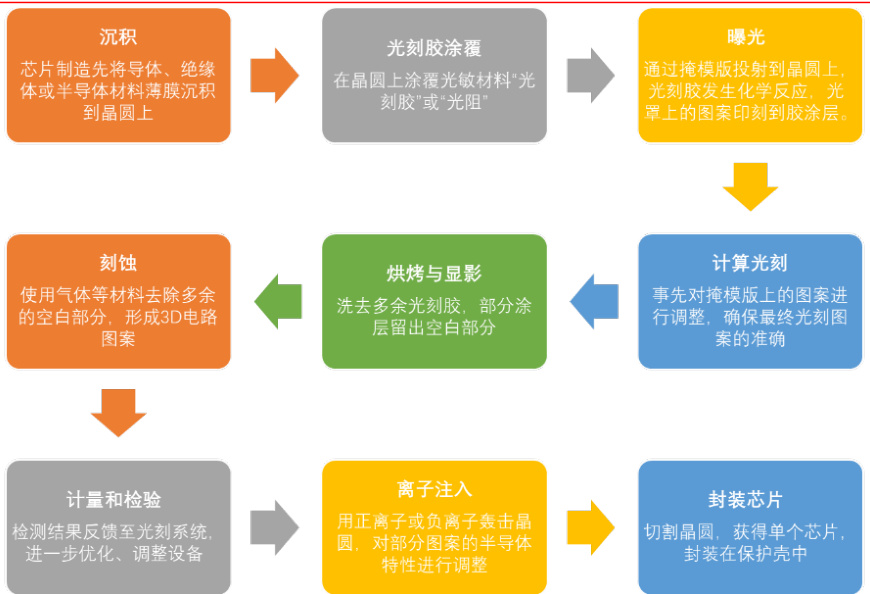 沉积
芯片制造先将导体、绝缘
体或半导体材料薄膜沉积
到晶圆上
光刻胶涂覆
在晶圆上涂覆光敏材料“光
刻胶”或“光阻”
曝光
通过掩模版投射到晶圆上，
光刻胶发生化学反应，光
罩上的图案印刻到胶涂层。
计算光刻
事先对掩模版上的图案进
行调整，确保最终光刻图
案的准确
烘烤与显影
洗去多余光刻胶，部分涂
层留出空白部分
刻蚀
使用气体等材料去除多余
的空白部分，形成3D电路
图案
计量和检验
检测结果反馈至光刻系统，
进一步优化、调整设备
离子注入
用正离子或负离子轰击晶
圆，对部分图案的半导体
特性进行调整
封装芯片
切割晶圆，获得单个芯片，
封装在保护壳中